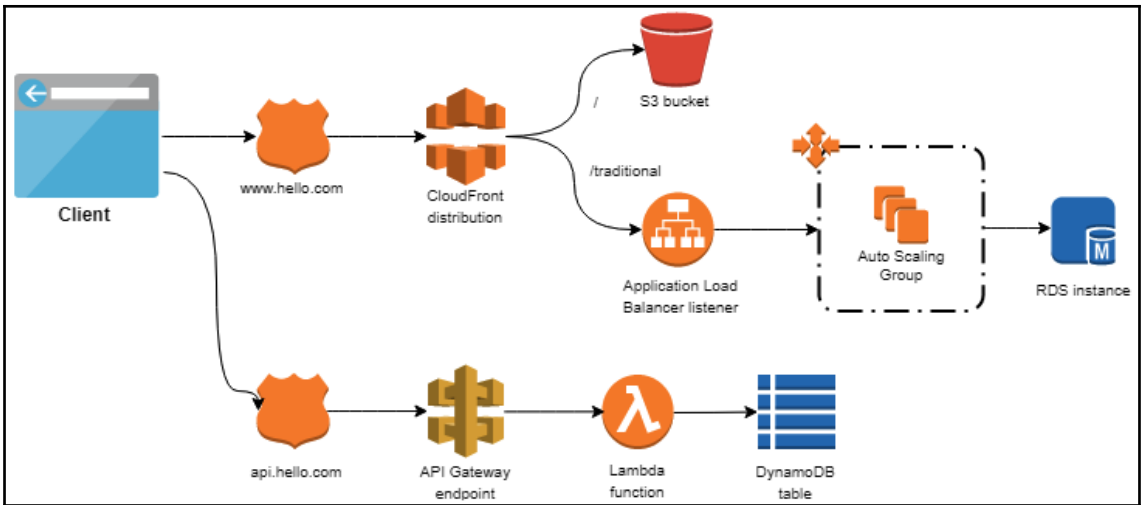 Client
www.hello.com
CloudFront
distribution
/
S3 bucket
/traditional
Application Load
Balancer listener
Auto Scaling
Group
M
RDS instance
api.hello.com
API Gateway
endpoint
λ
Lambda
function
DynamoDB
table